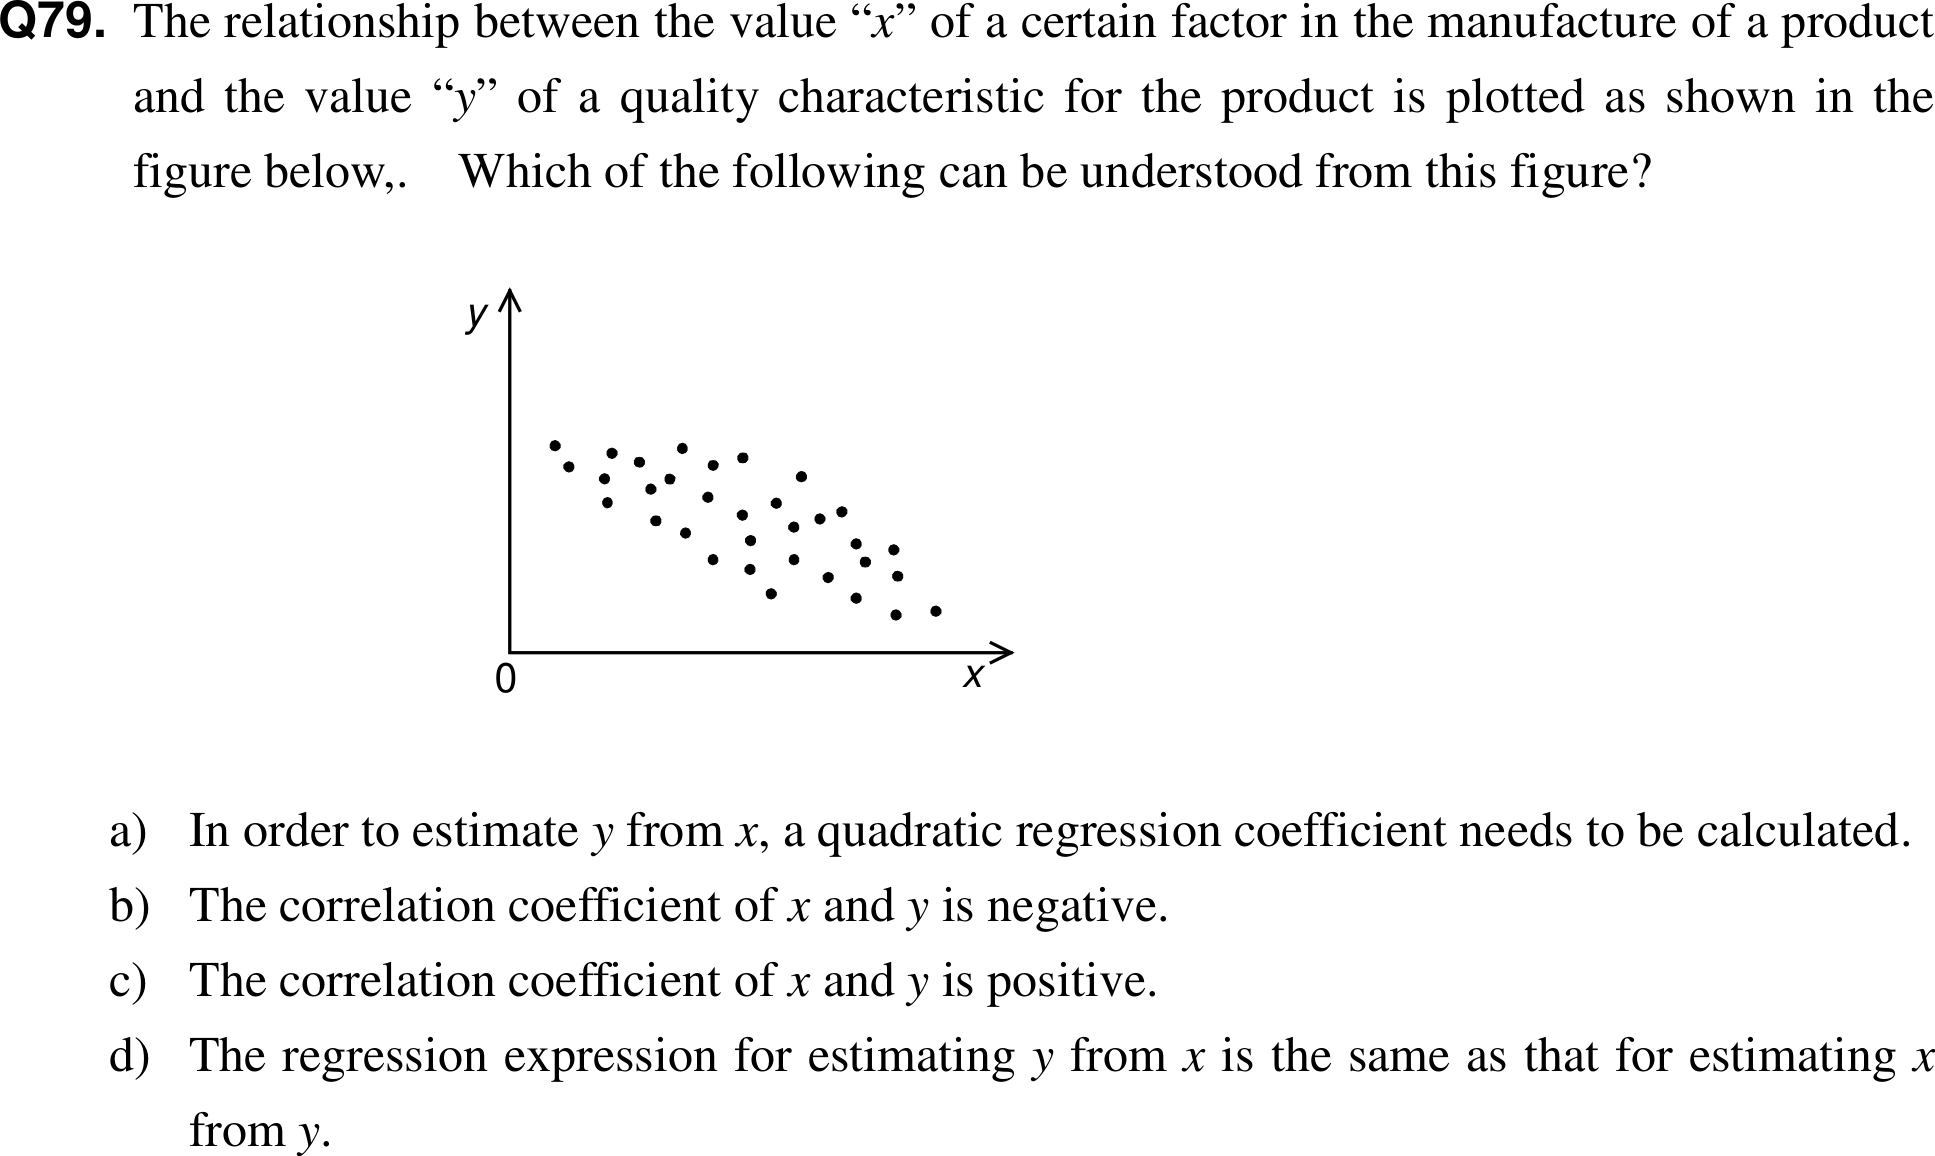 Q79. The relationship between the value “x” of a certain factor in the manufacture of a product
and the value “y” of a quality characteristic for the product is plotted as shown in the
figure below,. Which of the following can be understood from this figure?
y
0
x
a) In order to estimate y from x, a quadratic regression coefficient needs to be calculated.
b) The correlation coefficient of x and y is negative.
c) The correlation coefficient of x and y is positive.
d) The regression expression for estimating y from x is the same as that for estimating x
from y.